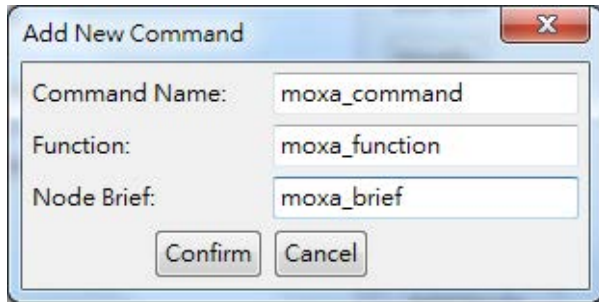 Add New Command
Command Name: moxa_command
Function: moxa_function
Node Brief: moxa_brief
Confirm Cancel